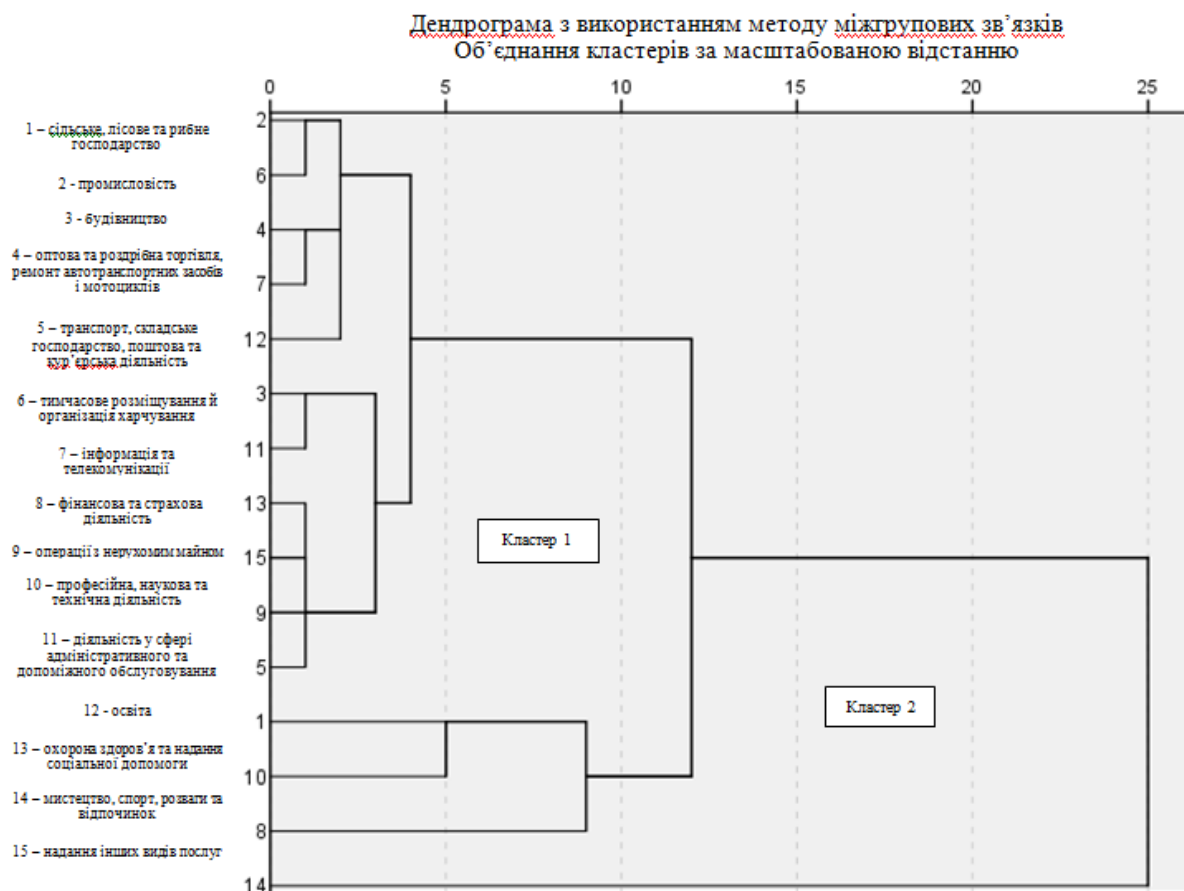 Дендрограма з використанням методу міжгрупових зв’язків
Об’єднання кластерів за масштабованою відстанню
0 5 10 15 20 25
1 – сільське, лісове та рибне
господарство
2 - промисловість
3 - будівництво
4 – оптова та роздрібна торгівля,
ремонт автотранспортних засобів
і мотоциклів
5 – транспорт, складське
господарство, поштова та
кур’єрська діяльність
6 – тимчасове розміщування й
організація харчування
7 – інформація та
телекомунікації
8 – фінансова та страхова
діяльність
9 – операції з нерухомим майном
10 – професійна, наукова та
технічна діяльність
11 – діяльність у сфері
адміністративного та
допоміжного обслуговування
12 - освіта
13 – охорона здоров’я та надання
соціальної допомоги
14 – мистецтво, спорт, розваги та
відпочинок
15 – надання інших видів послуг
2
6
4
7
12
3
11
13
15
9
5
1
10
8
14
Кластер 1
Кластер 2